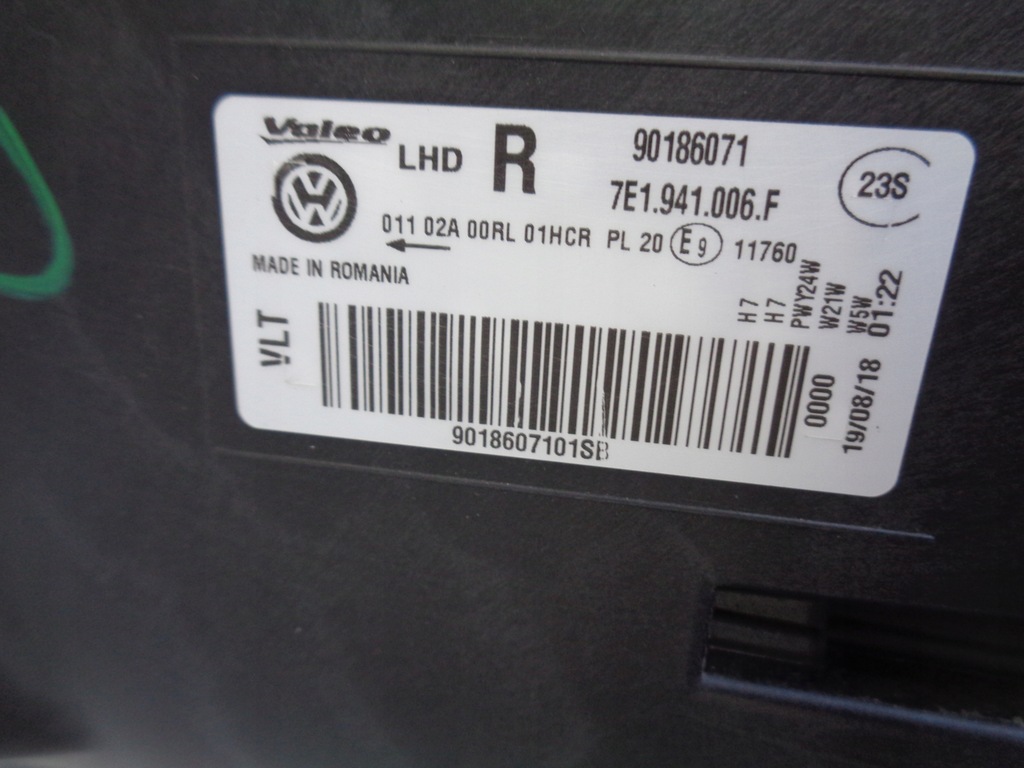 Valeo
LHD R 90186071
7E1.941.006.F
23S
011 02A 00RL 01HCR PL 20 E9 11760
MADE IN ROMANIA
VLT
H7
H7
PWY24W
W21W
W5W
0000
19/08/18 01:22
9018607101SB